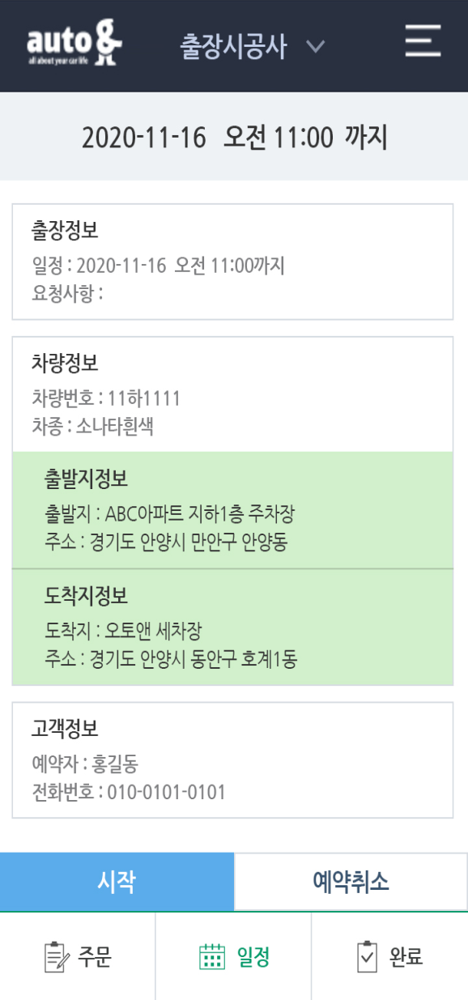 auto&
all about your car life
출장시공사
2020-11-16 오전 11:00 까지
출장정보
일정 : 2020-11-16 오전 11:00까지
요청사항 :
차량정보
차량번호 : 11하1111
차종 : 소나타흰색
출발지정보
출발지 : ABC아파트 지하1층 주차장
주소 : 경기도 안양시 만안구 안양동
도착지정보
도착지 : 오토앤 세차장
주소 : 경기도 안양시 동안구 호계1동
고객정보
예약자 : 홍길동
전화번호 : 010-0101-0101
시작 예약취소
주문 일정 완료